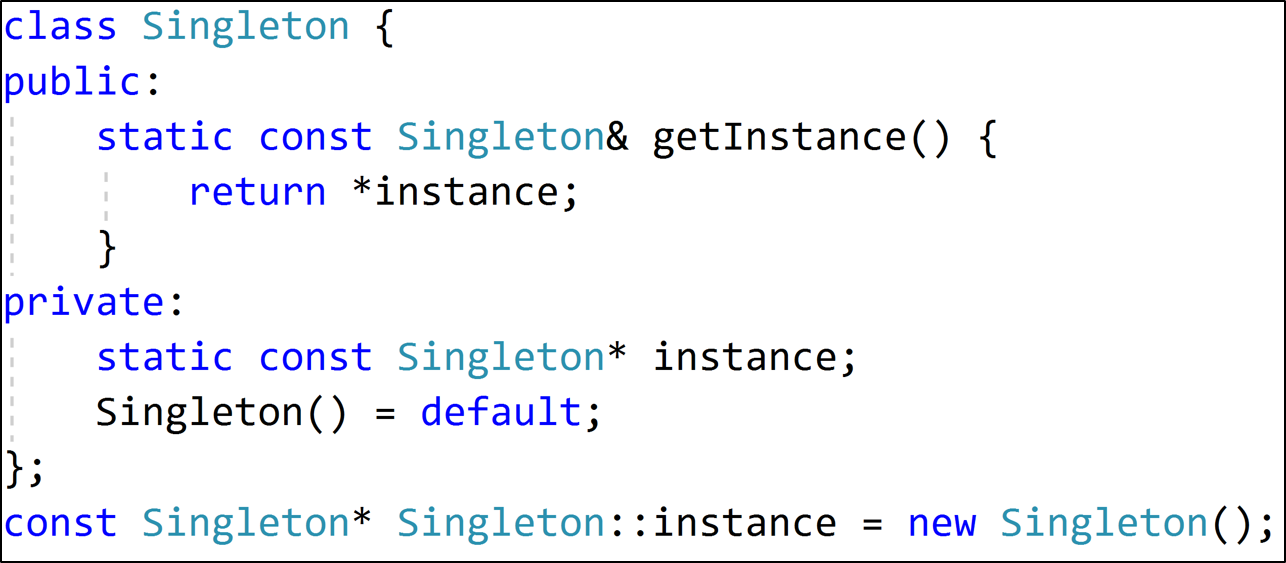 class Singleton {
public:
    static const Singleton& getInstance() {
        return *instance;
    }
private:
    static const Singleton* instance;
    Singleton() = default;
};
const Singleton* Singleton::instance = new Singleton();